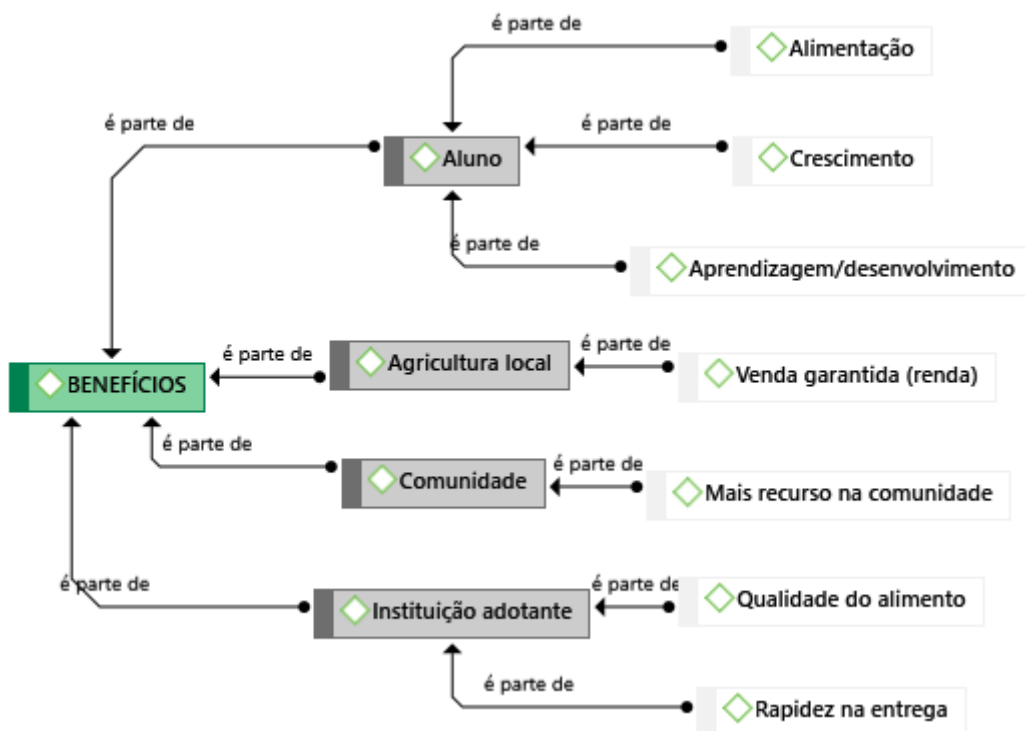 é parte de
Alimentação
é parte de
é parte de
Aluno
Crescimento
é parte de
Aprendizagem/desenvolvimento
é parte de
é parte de
Agricultura local
BENEFÍCIOS
Venda garantida (renda)
é parte de
é parte de
Comunidade
Mais recurso na comunidade
é parte de
é parte de
Instituição adotante
Qualidade do alimento
é parte de
Rapidez na entrega